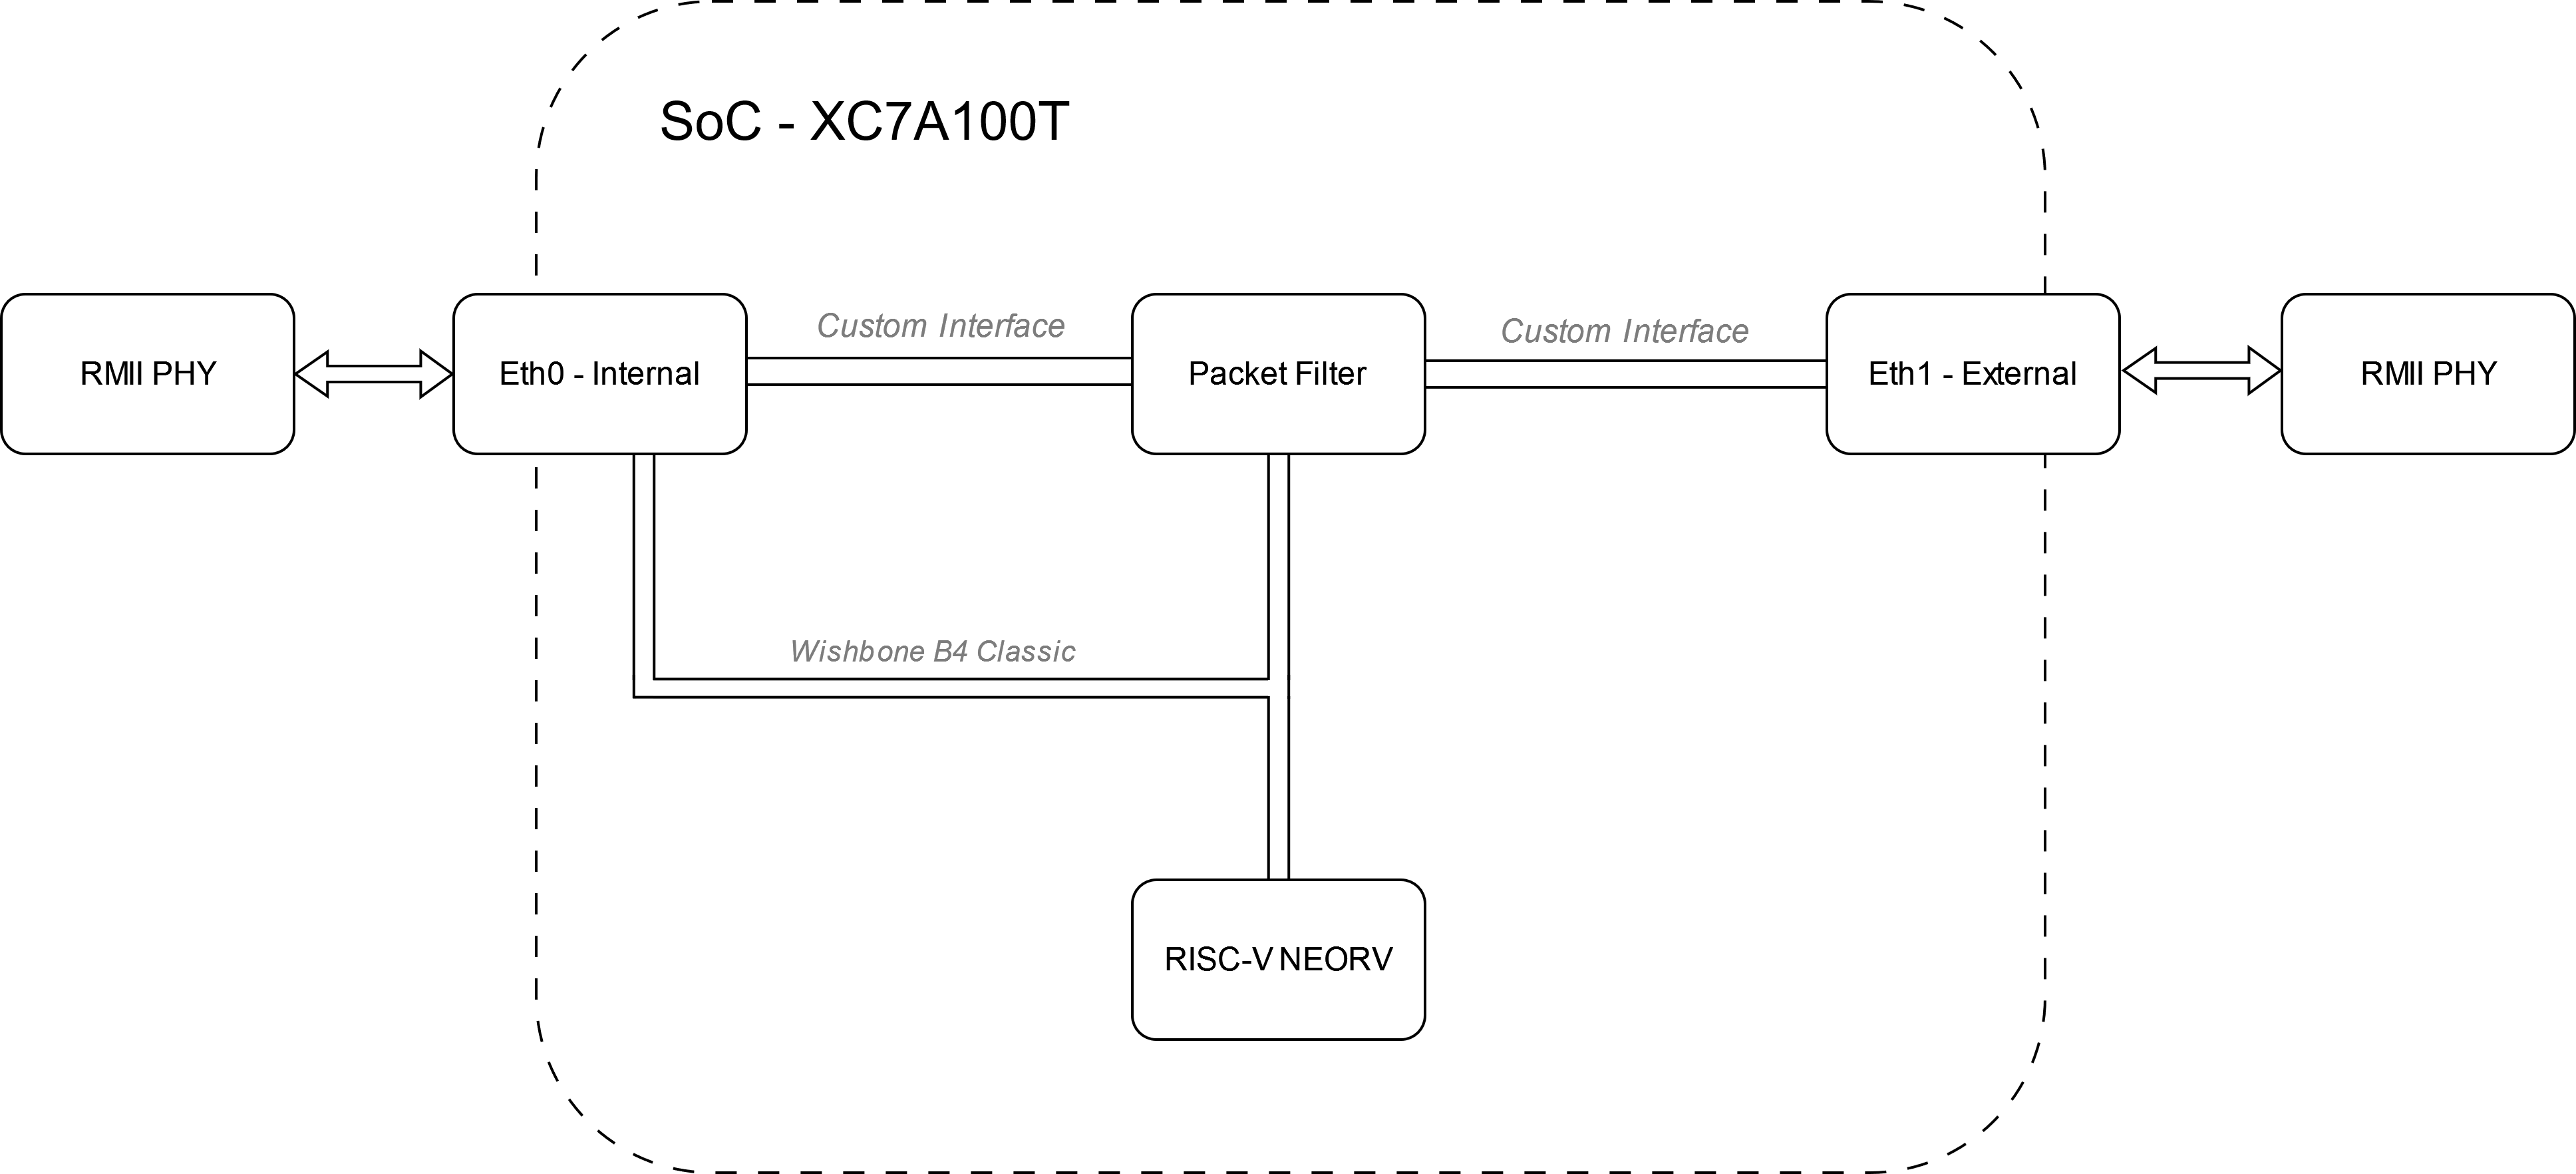 SoC - XC7A100T
Custom Interface
Custom Interface
RMII PHY
Eth0 - Internal
Packet Filter
Eth1 - External
RMII PHY
Wishbone B4 Classic
RISC-V NEORV